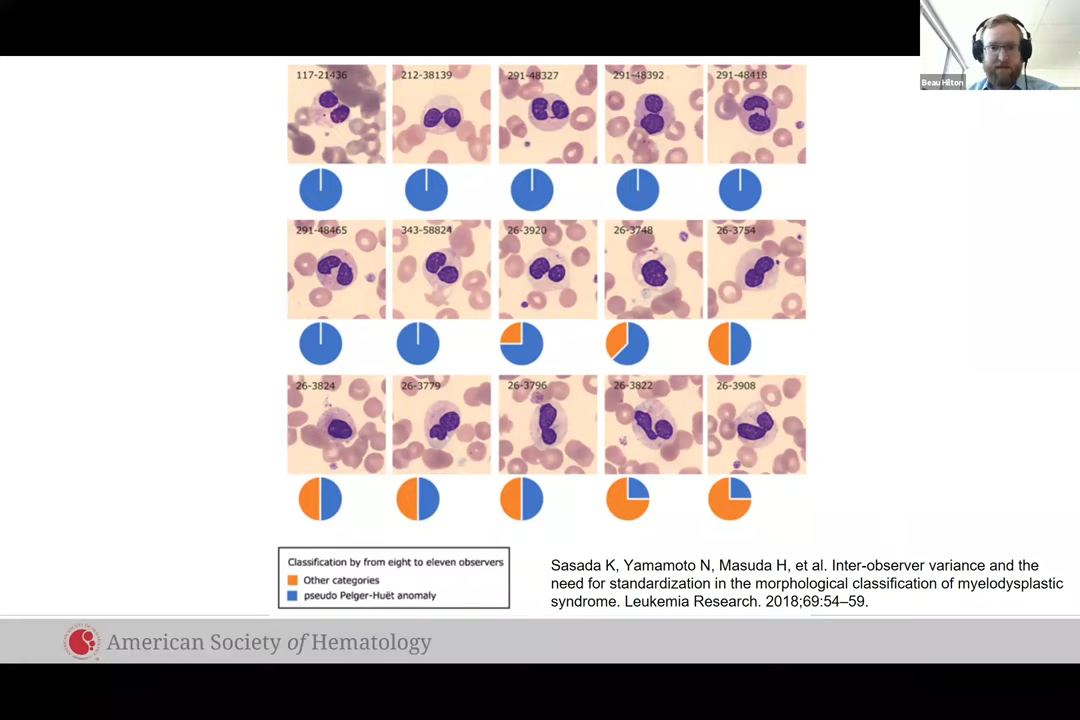 Beau Hilton
117-21436 212-38139 291-48327 291-48392 291-48418
291-48465 343-58824 26-3920 26-3748 26-3754
26-3824 26-3779 26-3796 26-3822 26-3908
Classification by from eight to eleven observers
Other categories
pseudo Pelger-Huët anomaly
Sasada K, Yamamoto N, Masuda H, et al. Inter-observer variance and the
need for standardization in the morphological classification of myelodysplastic
syndrome. Leukemia Research. 2018;69:54–59.
American Society of Hematology